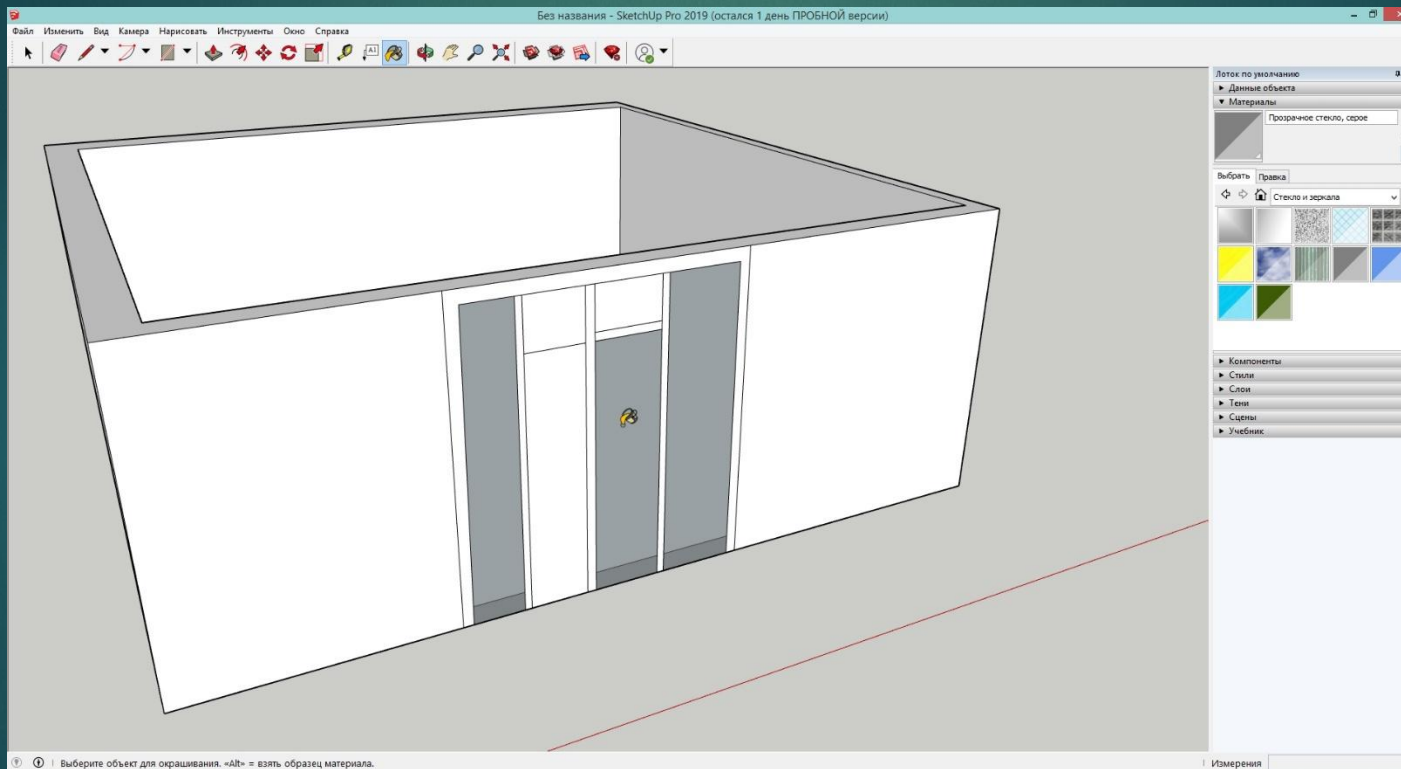 Без названия - SketchUp Pro 2019 (остался 1 день ПРОБНОЙ версии)
Файл Изменить Вид Камера Нарисовать Инструменты Окно Справка
A1
Лоток по умолчанию
Данные объекта
Материалы
Прозрачное стекло, серое
Выбрать Правка
Стекло и зеркала
Компоненты
Стили
Слои
Тени
Сцены
Учебник
Выберите объект для окрашивания. «Alt» = взять образец материала.
Измерения